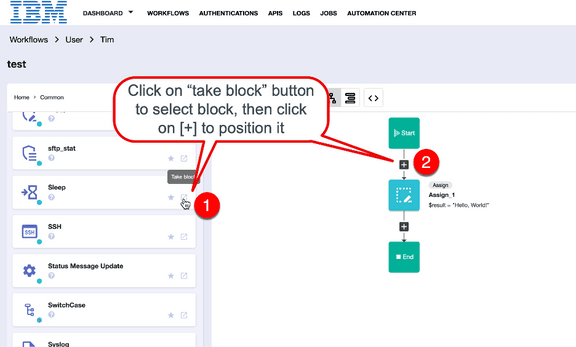 IBM
DASHBOARD WORKFLOWS AUTHENTICATIONS APIS LOGS JOBS AUTOMATION CENTER
Workflows > User > Tim
test
Home > Common
Click on “take block” button
to select block, then click
on [+] to position it
sftp_stat
Take block
Sleep
1
SSH
SSH
Status Message Update
SwitchCase
Syslog
Start
2
Assign
Assign_1
$result = "Hello, World!"
End